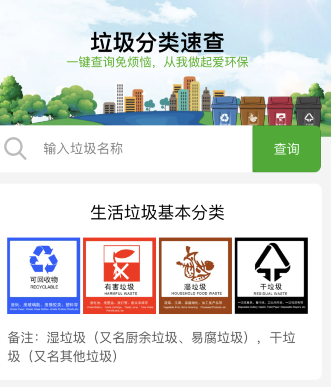 垃圾分类速查
一键查询免烦恼，从我做起爱环保
输入垃圾名称
查询
生活垃圾基本分类
可回收物
RECYCLABLE
有害垃圾
HARMFUL WASTE
湿垃圾
HOUSEHOLD FOOD WASTE
干垃圾
RESIDUAL WASTE
备注：湿垃圾（又名厨余垃圾、易腐垃圾），干垃
圾（又名其他垃圾）